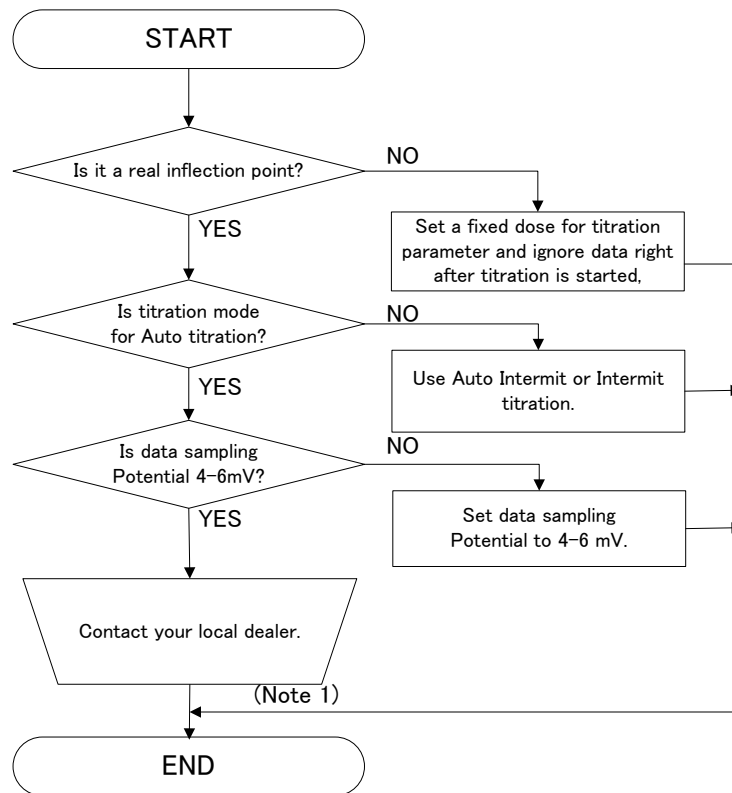 START
Is it a real inflection point?
NO
YES
Set a fixed dose for titration
parameter and ignore data right
after titration is started,
Is titration mode
for Auto titration?
NO
YES
Use Auto Intermit or Intermit
titration.
Is data sampling
Potential 4-6mV?
NO
YES
Set data sampling
Potential to 4-6 mV.
Contact your local dealer.
(Note 1)
END